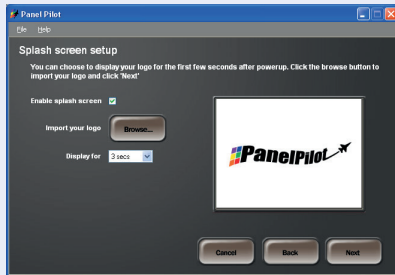 Panel Pilot
File Help
Splash screen setup
You can choose to display your logo for the first few seconds after powerup. Click the browse button to
import your logo and click 'Next'
Enable splash screen
Import your logo Browse...
PanelPilot
Display for 3 secs
Cancel Back Next